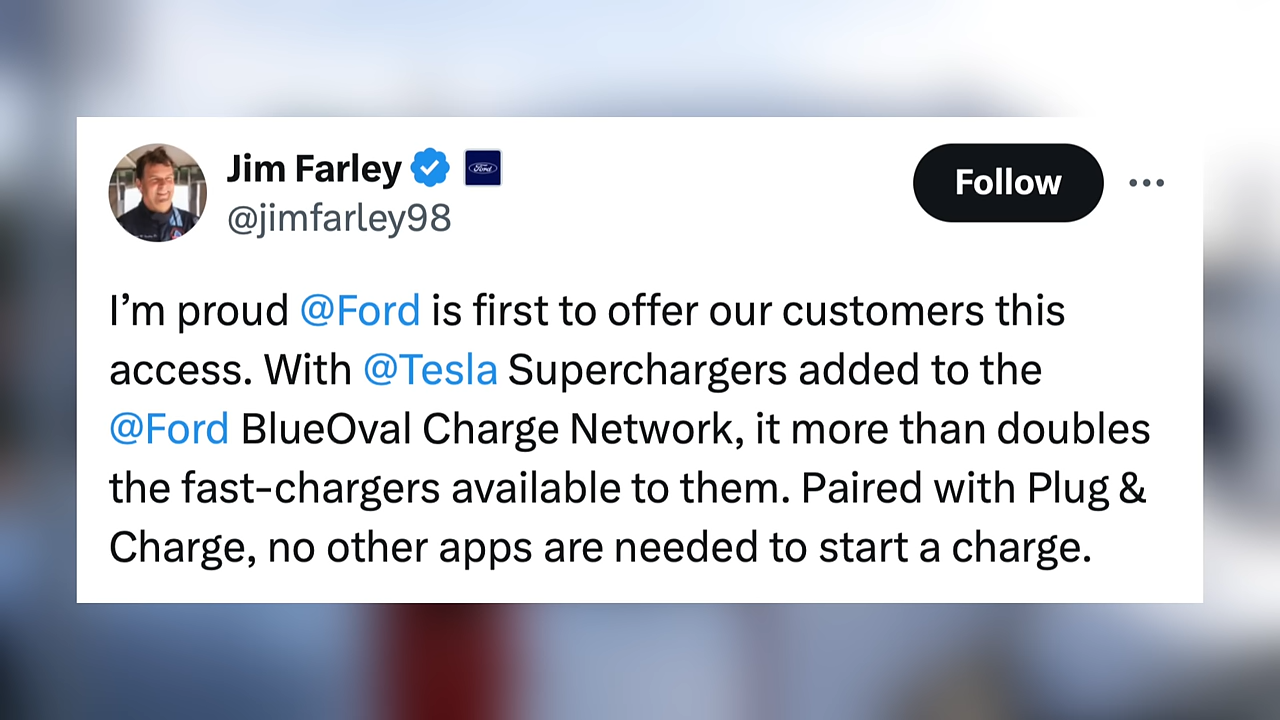 Jim Farley
Ford
@jimfarley98
Follow
I’m proud @Ford is first to offer our customers this
access. With @Tesla Superchargers added to the
@Ford BlueOval Charge Network, it more than doubles
the fast-chargers available to them. Paired with Plug &
Charge, no other apps are needed to start a charge.